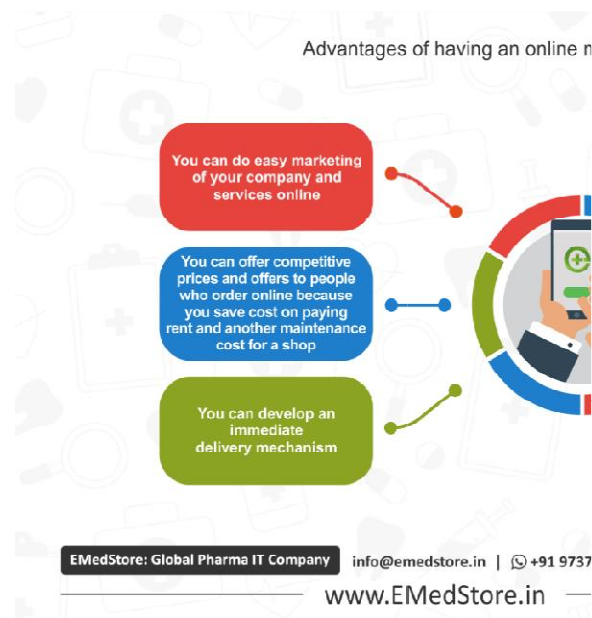 Advantages of having an online
You can do easy marketing
of your company and
services online
You can offer competitive
prices and offers to people
who order online because
you save cost on paying
rent and another maintenance
cost for a shop
You can develop an
immediate
delivery mechanism
EMedStore: Global Pharma IT Company
info@emedstore.in | +91 9737
www.EMedStore.in